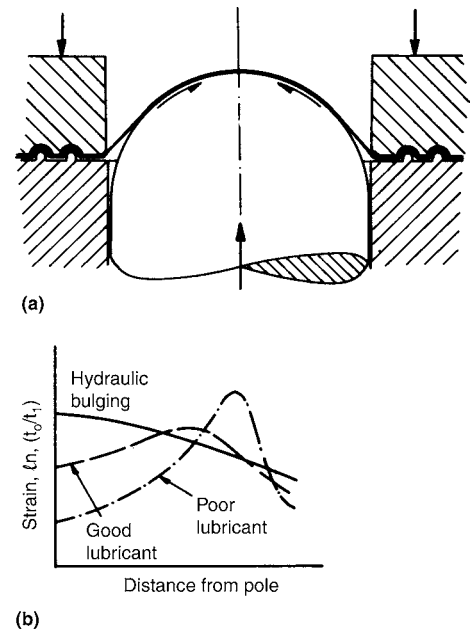 (a)
Hydraulic
bulging
Strain, ℓn, (t₀/t₁)
Good
lubricant
Poor
lubricant
Distance from pole
(b)